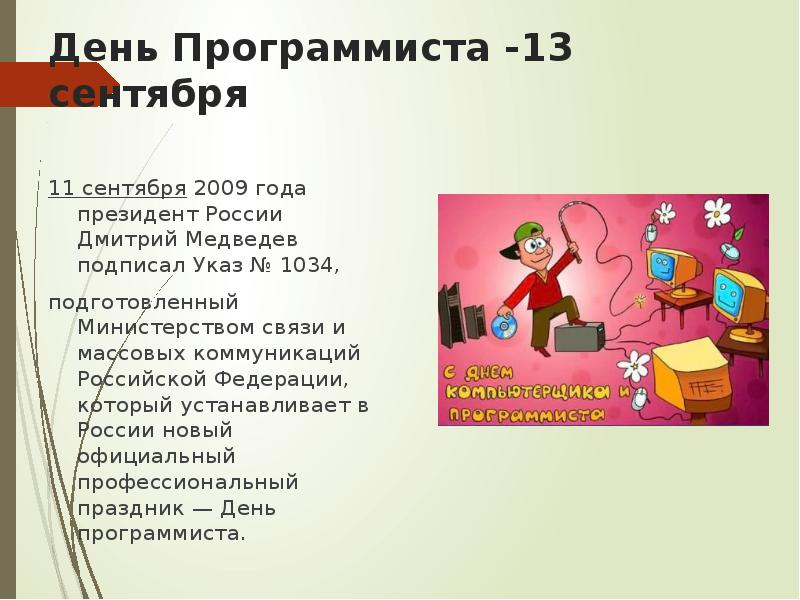 День Программиста -13
сентября
11 сентября 2009 года
президент России
Дмитрий Медведев
подписал Указ № 1034,
подготовленный
Министерством связи и
массовых коммуникаций
Российской Федерации,
который устанавливает в
России новый
официальный
профессиональный
праздник — День
программиста.
С ДНЕМ
КОМПЬЮТЕРЩИКА И
ПРОГРАММИСТА